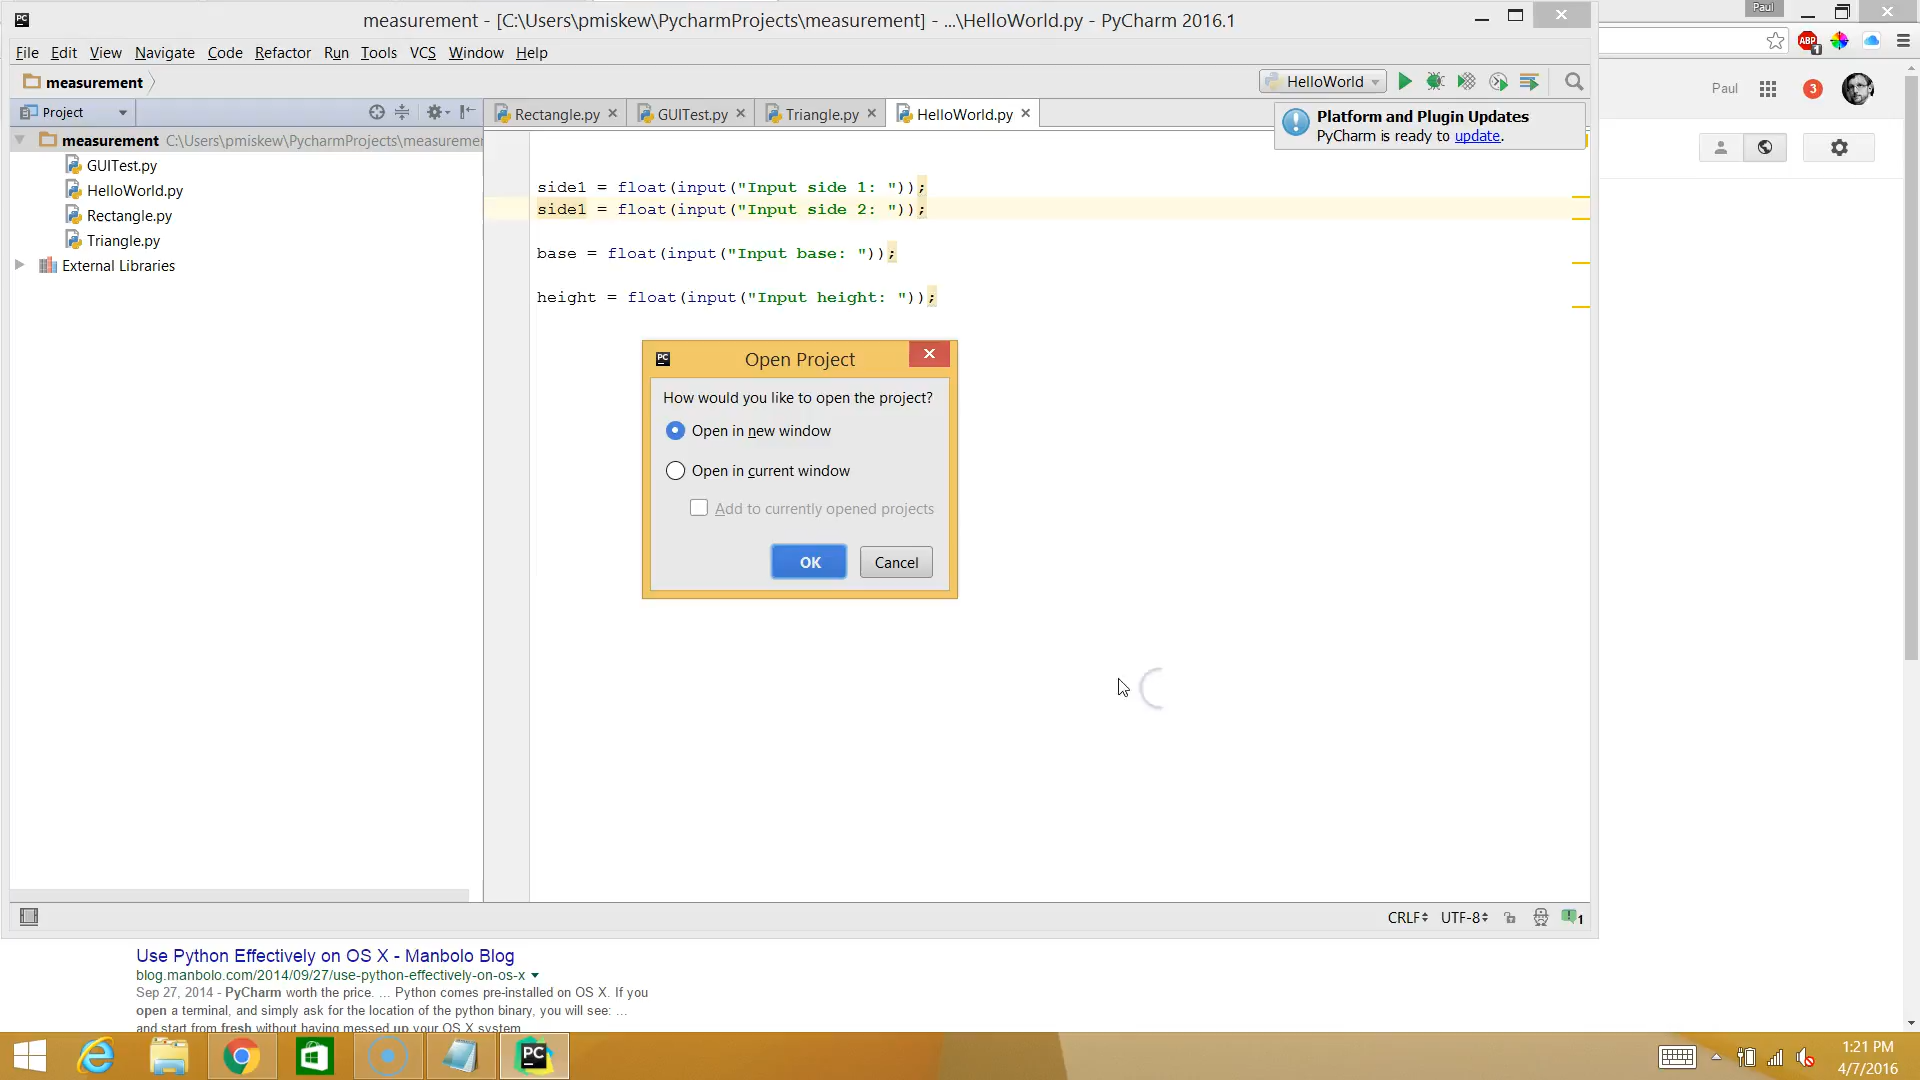 measurement - [C:\Users\pmiskew\PycharmProjects\measurement] - ...\HelloWorld.py - PyCharm 2016.1
Paul
File Edit View Navigate Code Refactor Run Tools VCS Window Help
ABP 1
measurement
HelloWorld
Paul
3
Project
Rectangle.py
GUITest.py
Triangle.py
HelloWorld.py
Platform and Plugin Updates
PyCharm is ready to update.
measurement C:\Users\pmiskew\PycharmProjects\measuremen
GUITest.py
HelloWorld.py
Rectangle.py
Triangle.py
External Libraries
side1 = float(input("Input side 1: "));
side1 = float(input("Input side 2: "));
base = float(input("Input base: "));
height = float(input("Input height: "));
PC
Open Project
How would you like to open the project?
Open in new window
Open in current window
Add to currently opened projects
OK
Cancel
CRLF
UTF-8
1
Use Python Effectively on OS X - Manbolo Blog
blog.manbolo.com/2014/09/27/use-python-effectively-on-os-x
Sep 27, 2014 - PyCharm worth the price. ... Python comes pre-installed on OS X. If you
open a terminal, and simply ask for the location of the python binary, you will see: ...
and start from fresh without having messed up your OS X system
PC
1:21 PM
4/7/2016